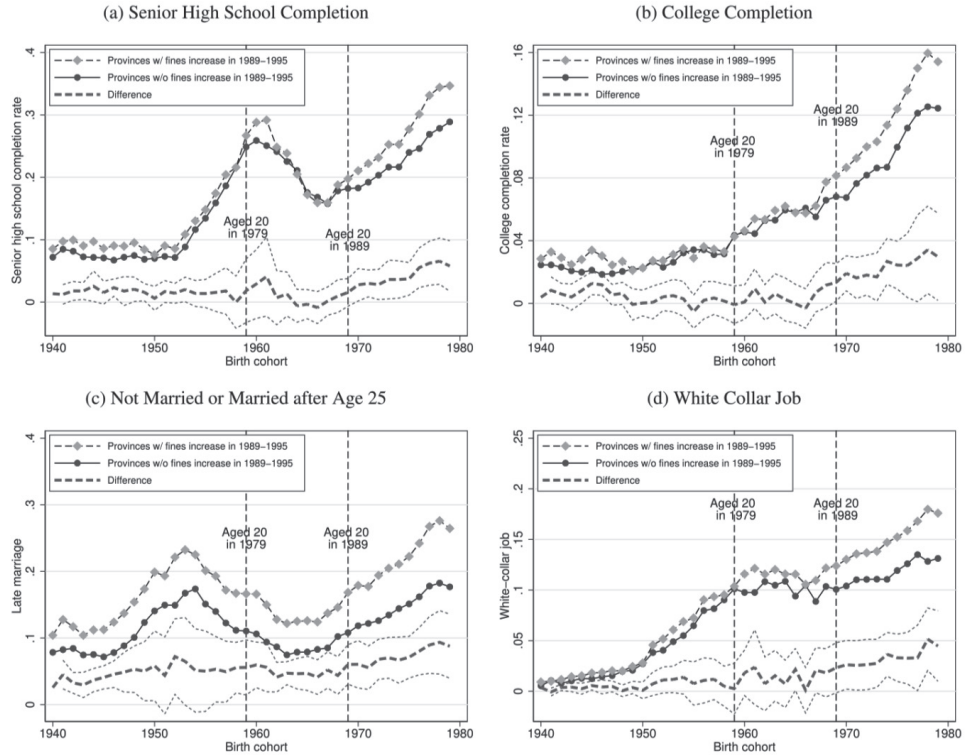 (a) Senior High School Completion
Provinces w/ fines increase in 1989–1995
Provinces w/o fines increase in 1989–1995
Difference
Aged 20
in 1979
Aged 20
in 1989
Senior high school completion rate
.4
.3
.2
.1
0
1940
1950
1960
1970
1980
Birth cohort
(b) College Completion
Provinces w/ fines increase in 1989–1995
Provinces w/o fines increase in 1989–1995
Difference
Aged 20
in 1979
Aged 20
in 1989
College completion rate
.16
.12
.08
.04
0
1940
1950
1960
1970
1980
Birth cohort
(c) Not Married or Married after Age 25
Provinces w/ fines increase in 1989–1995
Provinces w/o fines increase in 1989–1995
Difference
Aged 20
in 1979
Aged 20
in 1989
Late marriage
.4
.3
.2
.1
0
1940
1950
1960
1970
1980
Birth cohort
(d) White Collar Job
Provinces w/ fines increase in 1989–1995
Provinces w/o fines increase in 1989–1995
Difference
Aged 20
in 1979
Aged 20
in 1989
White–collar job
.25
.2
.15
.1
.05
0
1940
1950
1960
1970
1980
Birth cohort